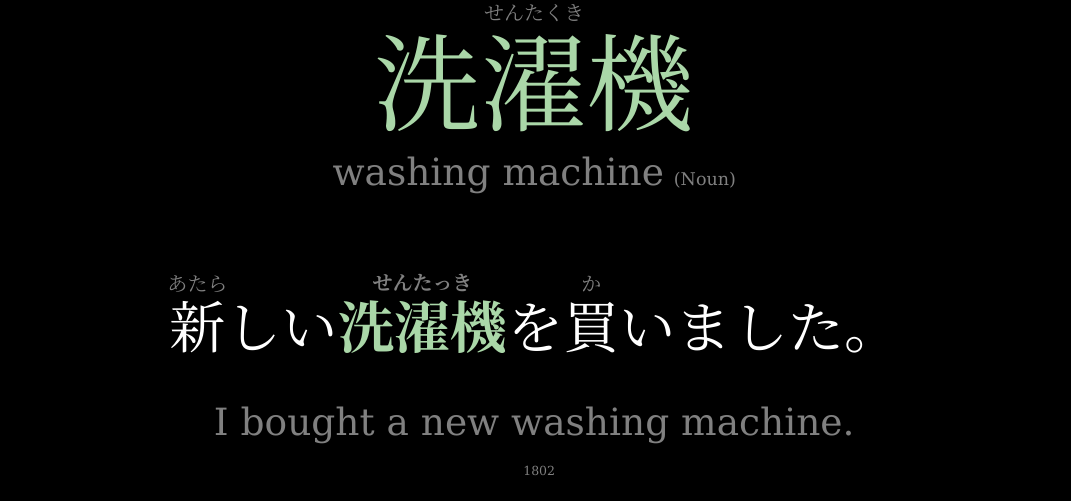 せんたくき
洗濯機
washing machine (Noun)
あたら せんたっき か
新しい洗濯機を買いました。
I bought a new washing machine.
1802